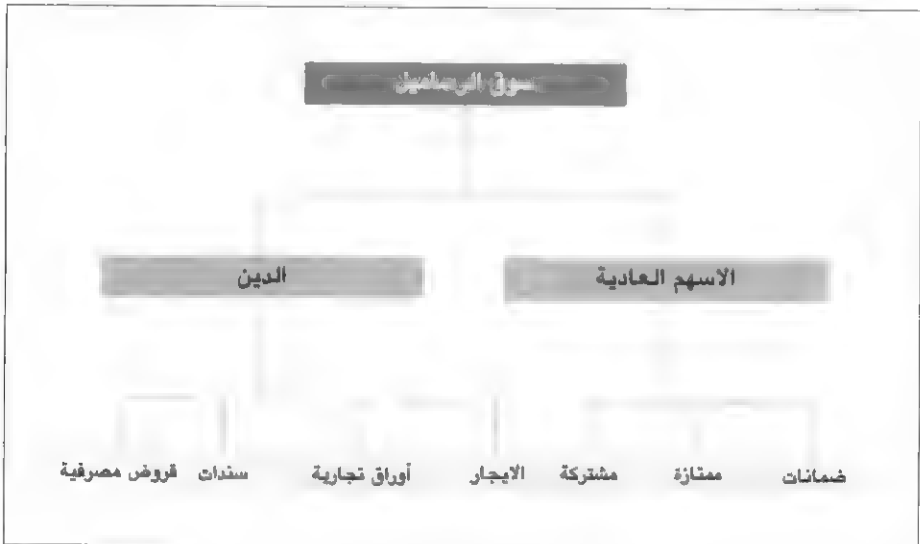 سوق الرساميل
الاسهم العادية
الدين
ضمانات
ممتازة
مشتركة
الايجار
أوراق تجارية
سندات
قروض مصرفية